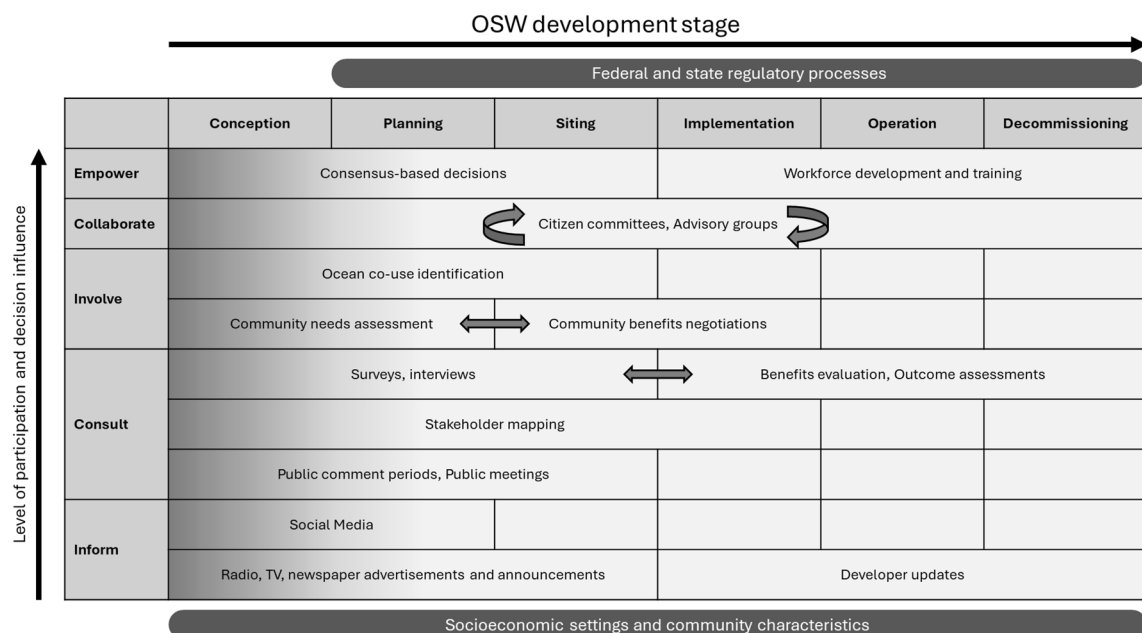 OSW development stage
Federal and state regulatory processes
Conception
Planning
Siting
Implementation
Operation
Decommissioning
Level of participation and decision influence
Empower
Consensus-based decisions
Workforce development and training
Collaborate
Citizen committees, Advisory groups
Involve
Ocean co-use identification
Community needs assessment
Community benefits negotiations
Consult
Surveys, interviews
Benefits evaluation, Outcome assessments
Stakeholder mapping
Public comment periods, Public meetings
Inform
Social Media
Radio, TV, newspaper advertisements and announcements
Developer updates
Socioeconomic settings and community characteristics